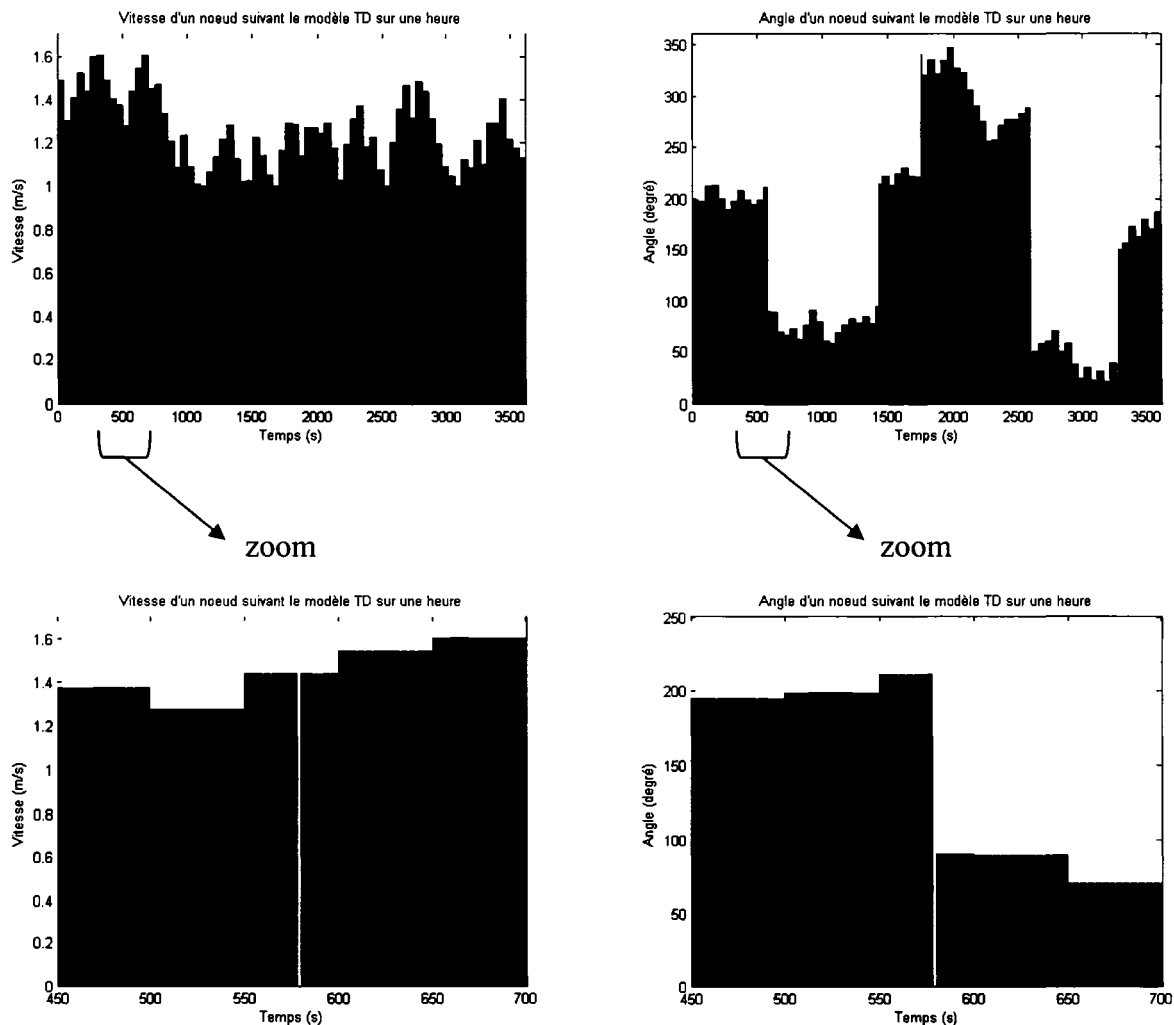 Vitesse d'un noeud suivant le modèle TD sur une heure
1.6
1.4
1.2
1
0.8
0.6
0.4
0.2
0
Vitesse (m/s)
0 500 1000 1500 2000 2500 3000 3500
Temps (s)
Angle d'un noeud suivant le modèle TD sur une heure
350
300
250
200
150
100
50
0
Angle (degré)
0 500 1000 1500 2000 2500 3000 3500
Temps (s)
zoom
zoom
Vitesse d'un noeud suivant le modèle TD sur une heure
1.6
1.4
1.2
1
0.8
0.6
0.4
0.2
0
Vitesse (m/s)
450 500 550 600 650 700
Temps (s)
Angle d'un noeud suivant le modèle TD sur une heure
250
200
150
100
50
0
Angle (degré)
450 500 550 600 650 700
Temps (s)